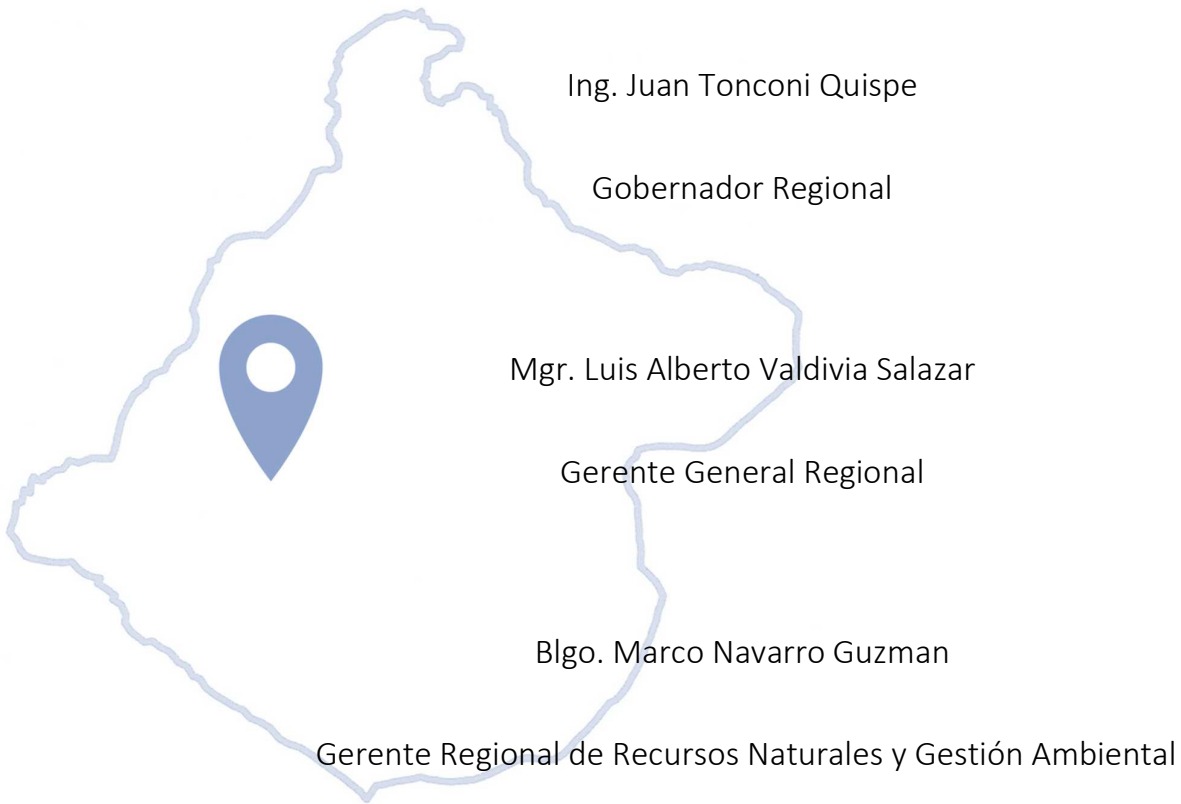 Ing. Juan Tonconi Quispe
Gobernador Regional
Mgr. Luis Alberto Valdivia Salazar
Gerente General Regional
Blgo. Marco Navarro Guzman
Gerente Regional de Recursos Naturales y Gestión Ambiental